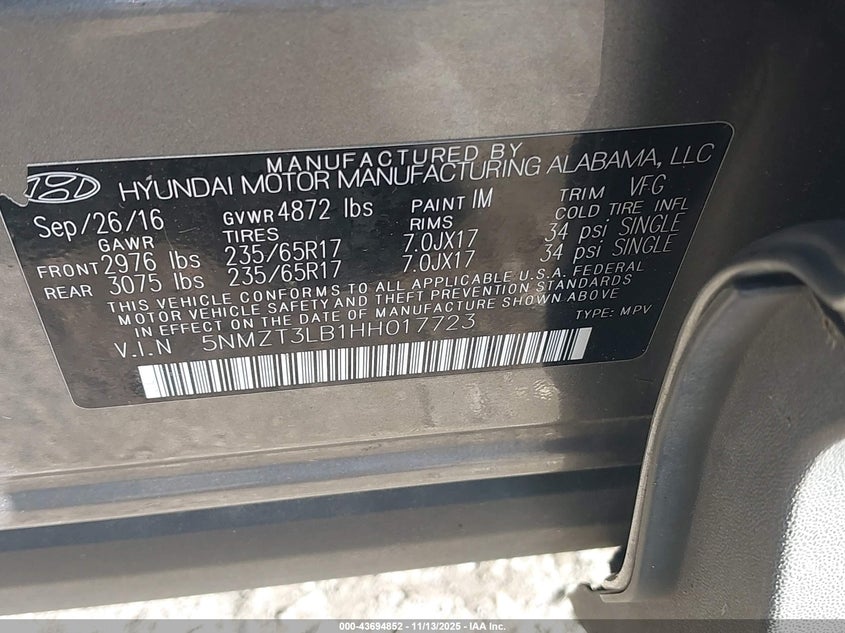 MANUFACTURED BY
HYUNDAI MOTOR MANUFACTURING ALABAMA, LLC
Sep/26/16 GVWR 4872 lbs PAINT IM TRIM VFG
GAWR TIRES RIMS COLD TIRE INFL
FRONT 2976 lbs 235/65R17 7.0JX17 34 psi SINGLE
REAR 3075 lbs 235/65R17 7.0JX17 34 psi SINGLE
THIS VEHICLE CONFORMS TO ALL APPLICABLE U.S.A. FEDERAL
MOTOR VEHICLE SAFETY AND THEFT PREVENTION STANDARDS
IN EFFECT ON THE DATE OF MANUFACTURE SHOWN ABOVE
V.I.N 5NMZT3LB1HH017723 TYPE: MPV
000-43694852 - 11/13/2025 - IAA Inc.